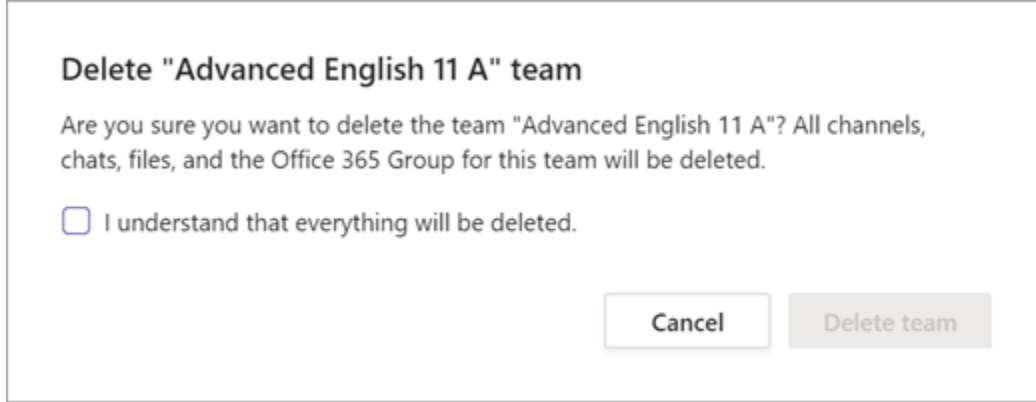 Delete "Advanced English 11 A" team
Are you sure you want to delete the team "Advanced English 11 A"? All channels,
chats, files, and the Office 365 Group for this team will be deleted.
I understand that everything will be deleted.
Cancel
Delete team